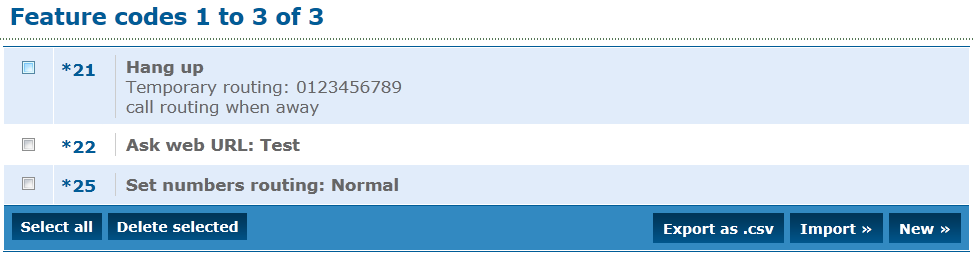 Feature codes 1 to 3 of 3
*21 Hang up
Temporary routing: 0123456789
call routing when away
*22 Ask web URL: Test
*25 Set numbers routing: Normal
Select all Delete selected Export as .csv Import » New »